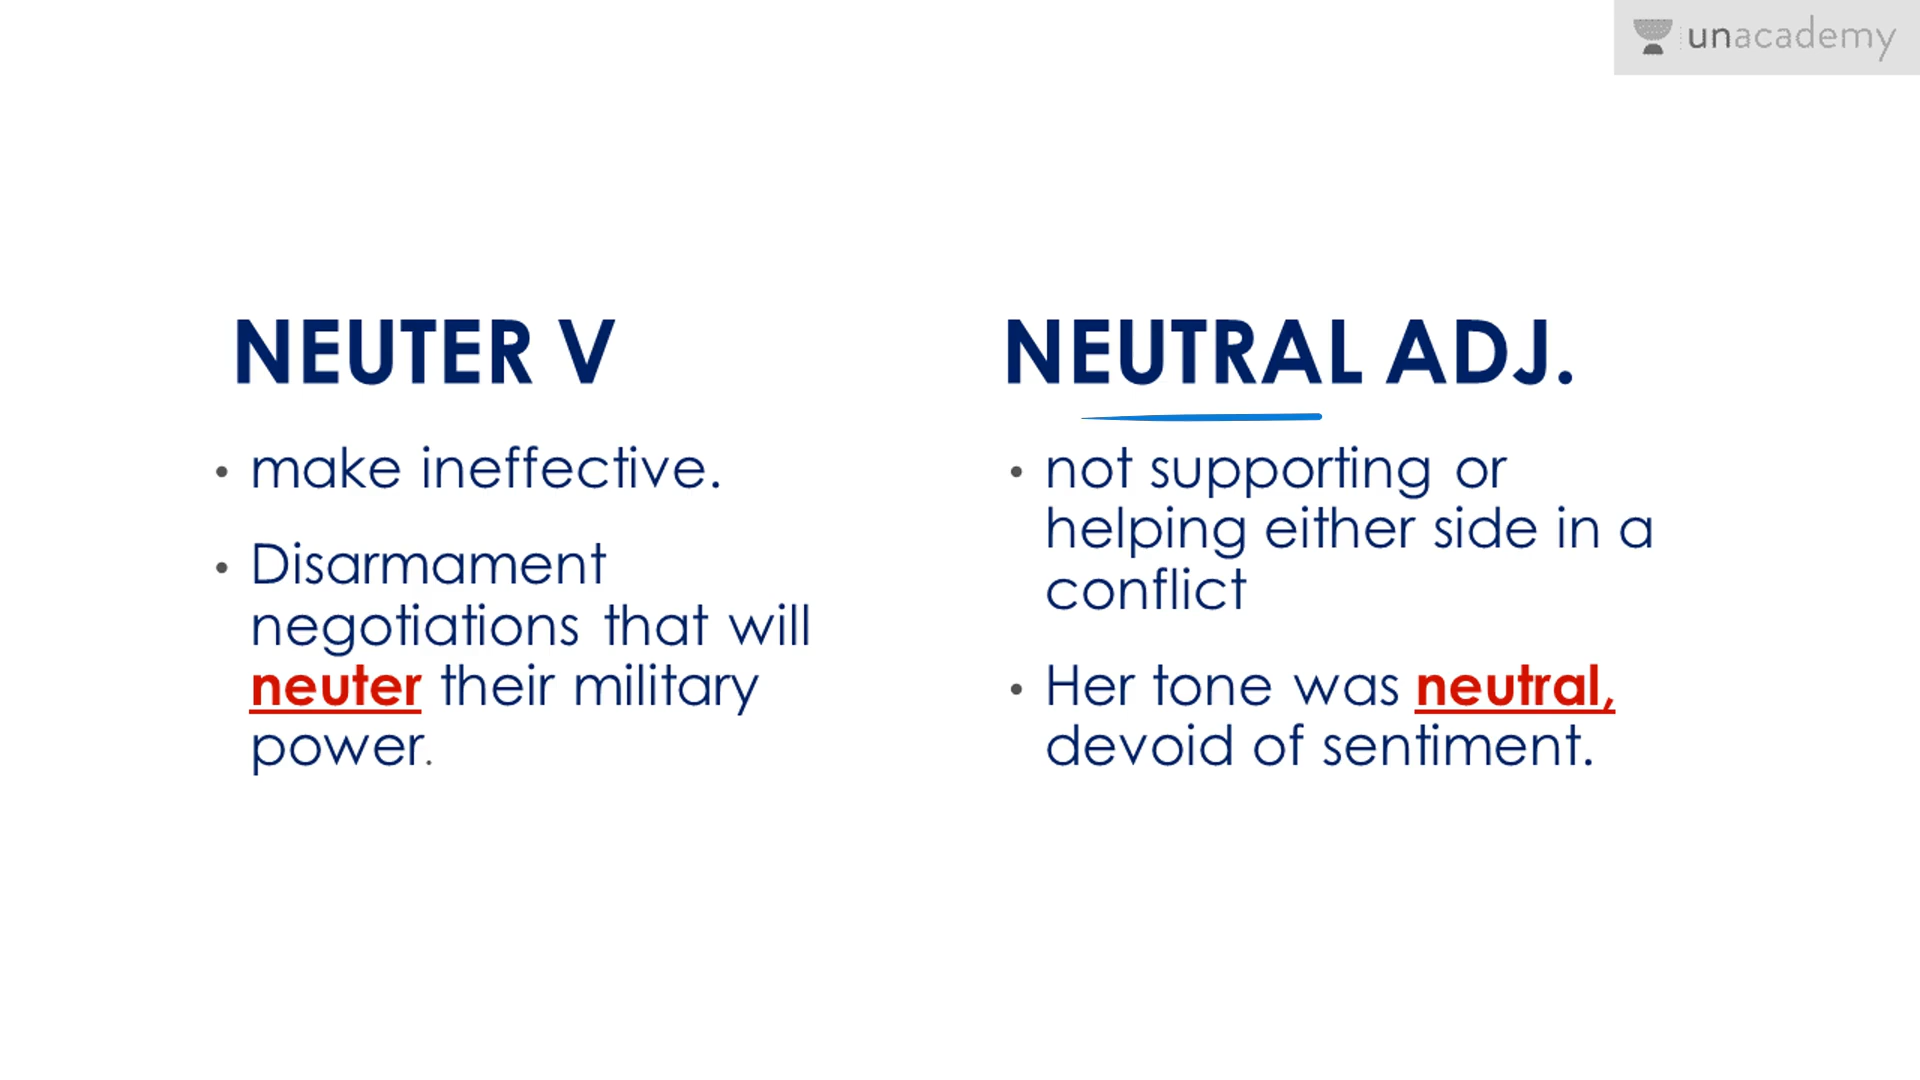 unacademy
NEUTER V
• make ineffective.
• Disarmament
negotiations that will
neuter their military
power.
NEUTRAL ADJ.
• not supporting or
helping either side in a
conflict
• Her tone was neutral,
devoid of sentiment.